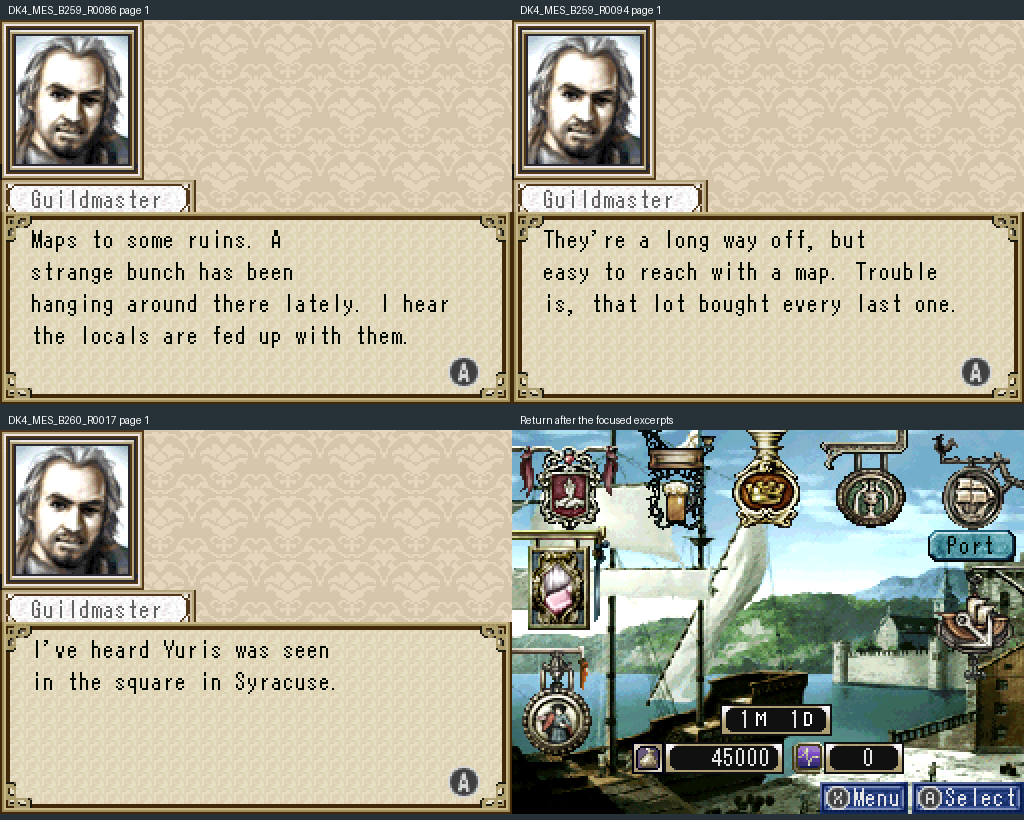 DK4_MES_B259_R0086 page 1
Guildmaster
Maps to some ruins. A
strange bunch has been
hanging around there lately. I hear
the locals are fed up with them.
A
DK4_MES_B259_R0094 page 1
Guildmaster
They're a long way off, but
easy to reach with a map. Trouble
is, that lot bought every last one.
A
DK4_MES_B260_R0017 page 1
Guildmaster
I've heard Yuris was seen
in the square in Syracuse.
A
Return after the focused excerpts
Port
1M 1D
45000
0
X Menu
A Select